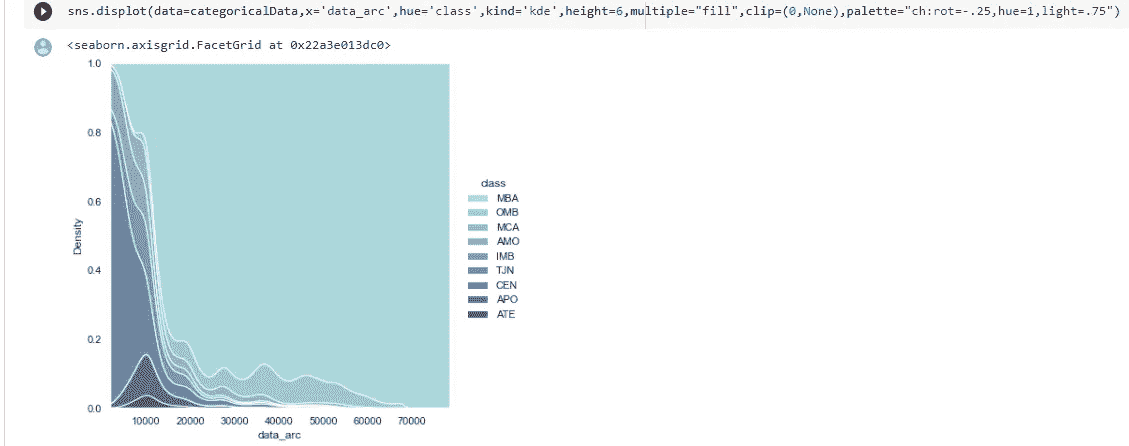 sns.displot(data=categoricalData,x='data_arc',hue='class',kind='kde',height=6,multiple="fill",clip=(0,None),palette="ch:rot=-.25,hue=1,light=.75")
<seaborn.axisgrid.FacetGrid at 0x22a3e013dc0>
1.0
0.8
0.6
0.4
0.2
0.0
Density
10000 20000 30000 40000 50000 60000 70000
data_arc
class
MBA
OMB
MCA
AMO
IMB
TJN
CEN
APO
ATE